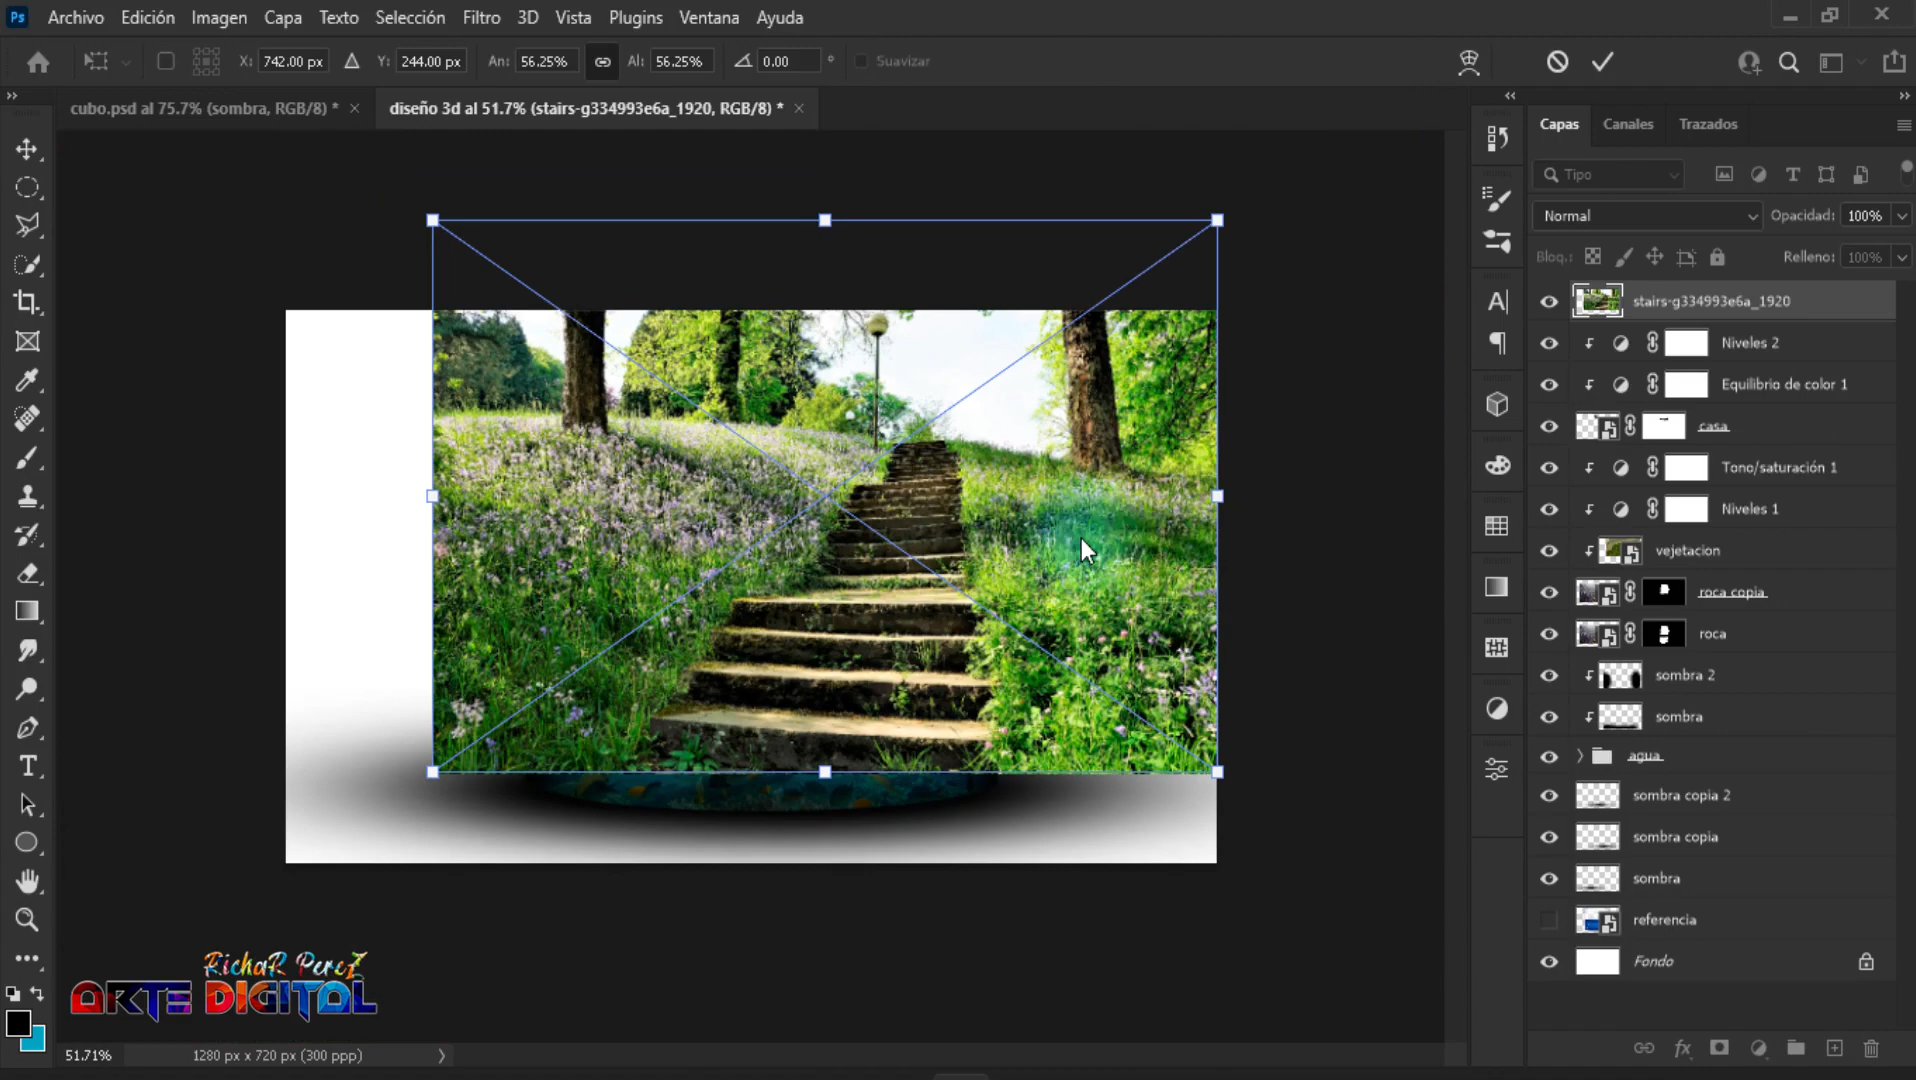 Ps Archivo Edición Imagen Capa Texto Selección Filtro 3D Vista Plugins Ventana Ayuda
X: 742.00 px Y: 244.00 px An: 56.25% Al: 56.25% 0.00 ° Suavizar
cubo.psd al 75.7% (sombra, RGB/8) * diseño 3d al 51.7% (stairs-g334993e6a_1920, RGB/8) *
Capas Canales Trazados
Tipo
Normal Opacidad: 100%
Bloq.: Relleno: 100%
stairs-g334993e6a_1920
Niveles 2
Equilibrio de color 1
casa
Tono/saturación 1
Niveles 1
vejetacion
roca copia
roca
sombra 2
sombra
agua
sombra copia 2
sombra copia
sombra
referencia
Fondo
RichaR PereZ
ARTE DIGITAL
51.71% 1280 px x 720 px (300 ppp)